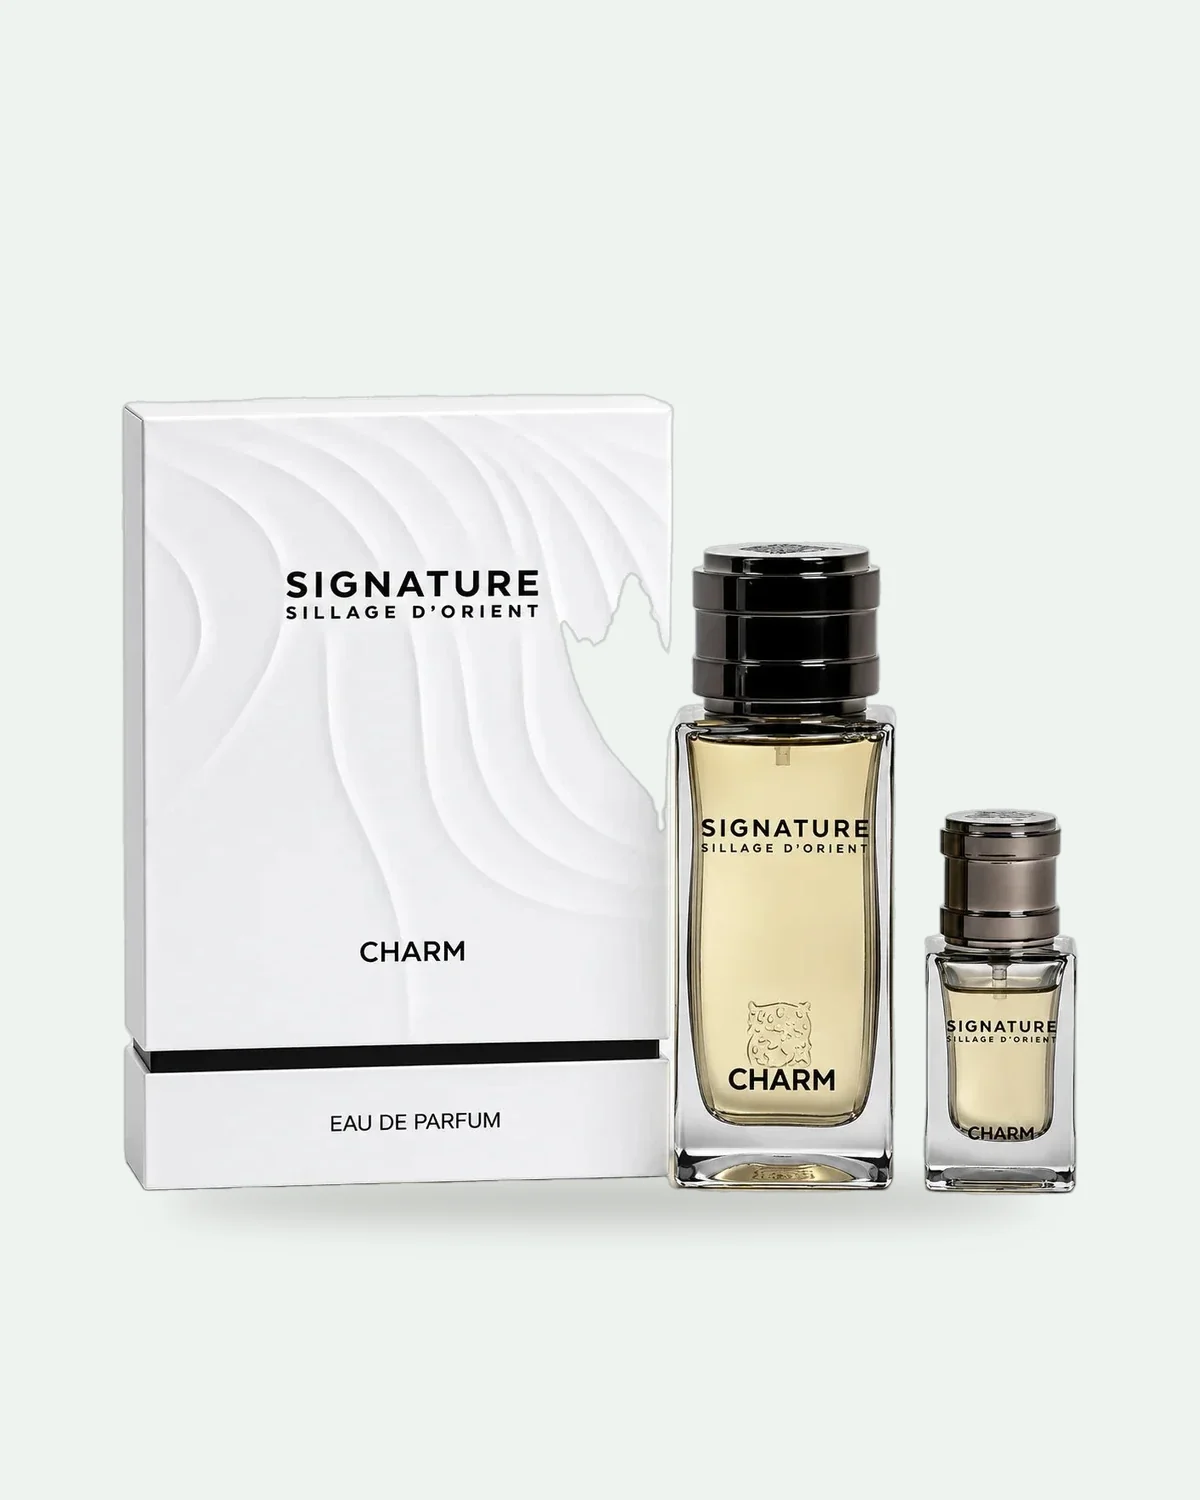 SIGNATURE
SILLAGE D'ORIENT
CHARM
EAU DE PARFUM
SIGNATURE
SILLAGE D'ORIENT
CHARM
SIGNATURE
SILLAGE D'ORIENT
CHARM